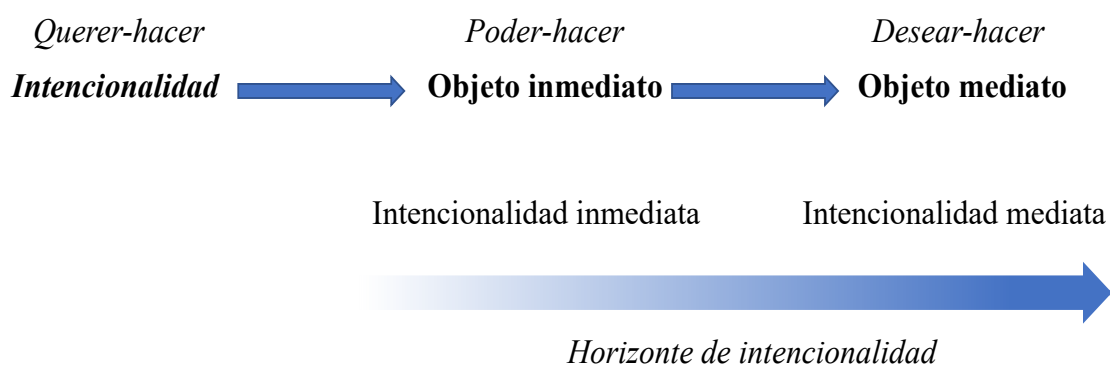 Querer-hacer Poder-hacer Desear-hacer
Intencionalidad Objeto inmediato Objeto mediato
Intencionalidad inmediata Intencionalidad mediata
Horizonte de intencionalidad